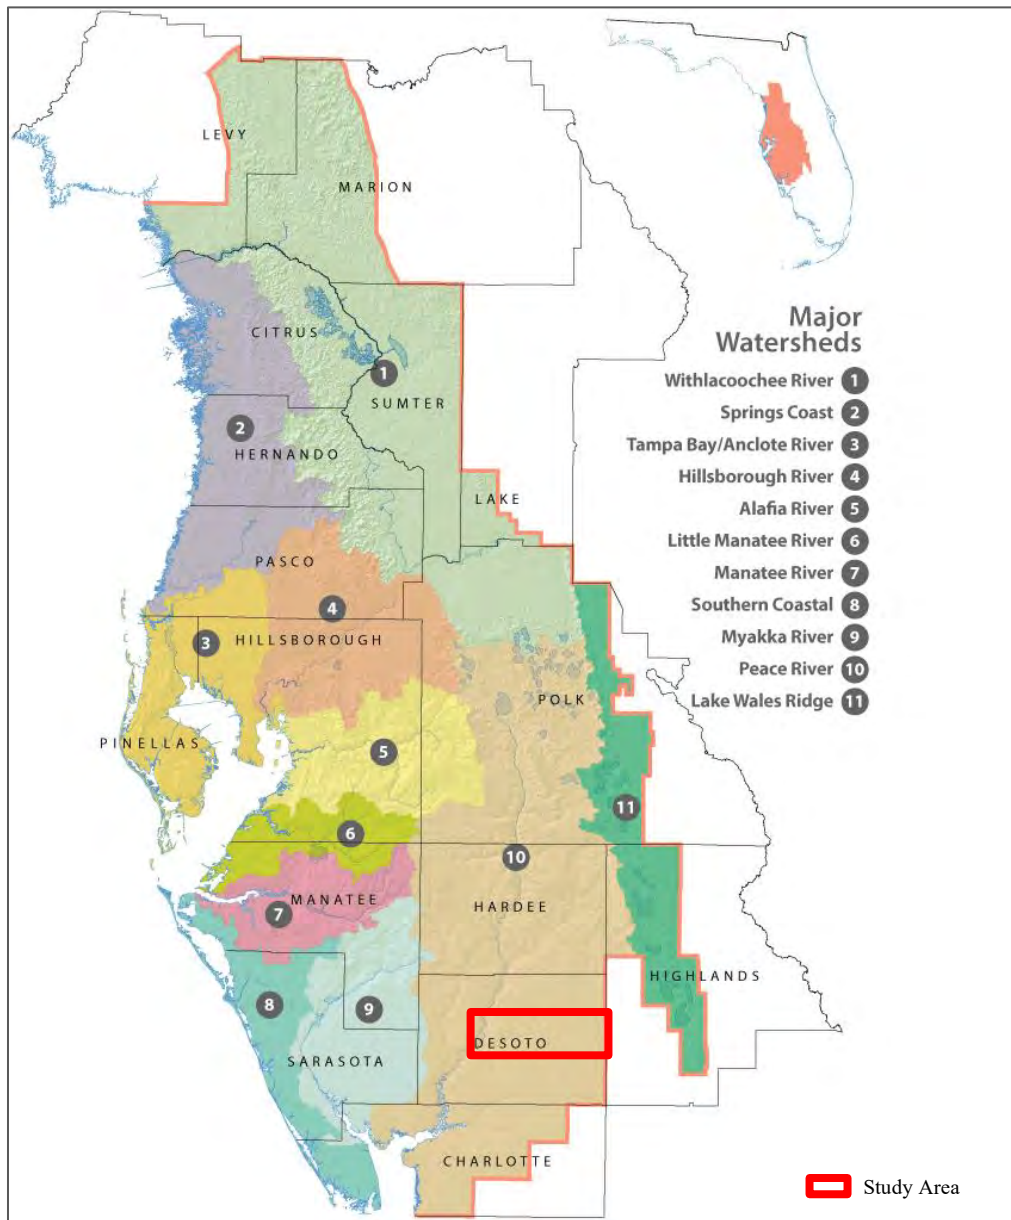 LEVY
MARION
CITRUS
1
SUMTER
2
HERNANDO
LAKE
PASCO
4
HILLSBOROUGH
3
POLK
PINELLAS
5
11
6
10
MANATEE
HARDEE
7
HIGHLANDS
8
9
DESOTO
SARASOTA
CHARLOTTE
Major
Watersheds
Withlacoochee River 1
Springs Coast 2
Tampa Bay/Anclote River 3
Hillsborough River 4
Alafia River 5
Little Manatee River 6
Manatee River 7
Southern Coastal 8
Myakka River 9
Peace River 10
Lake Wales Ridge 11
Study Area